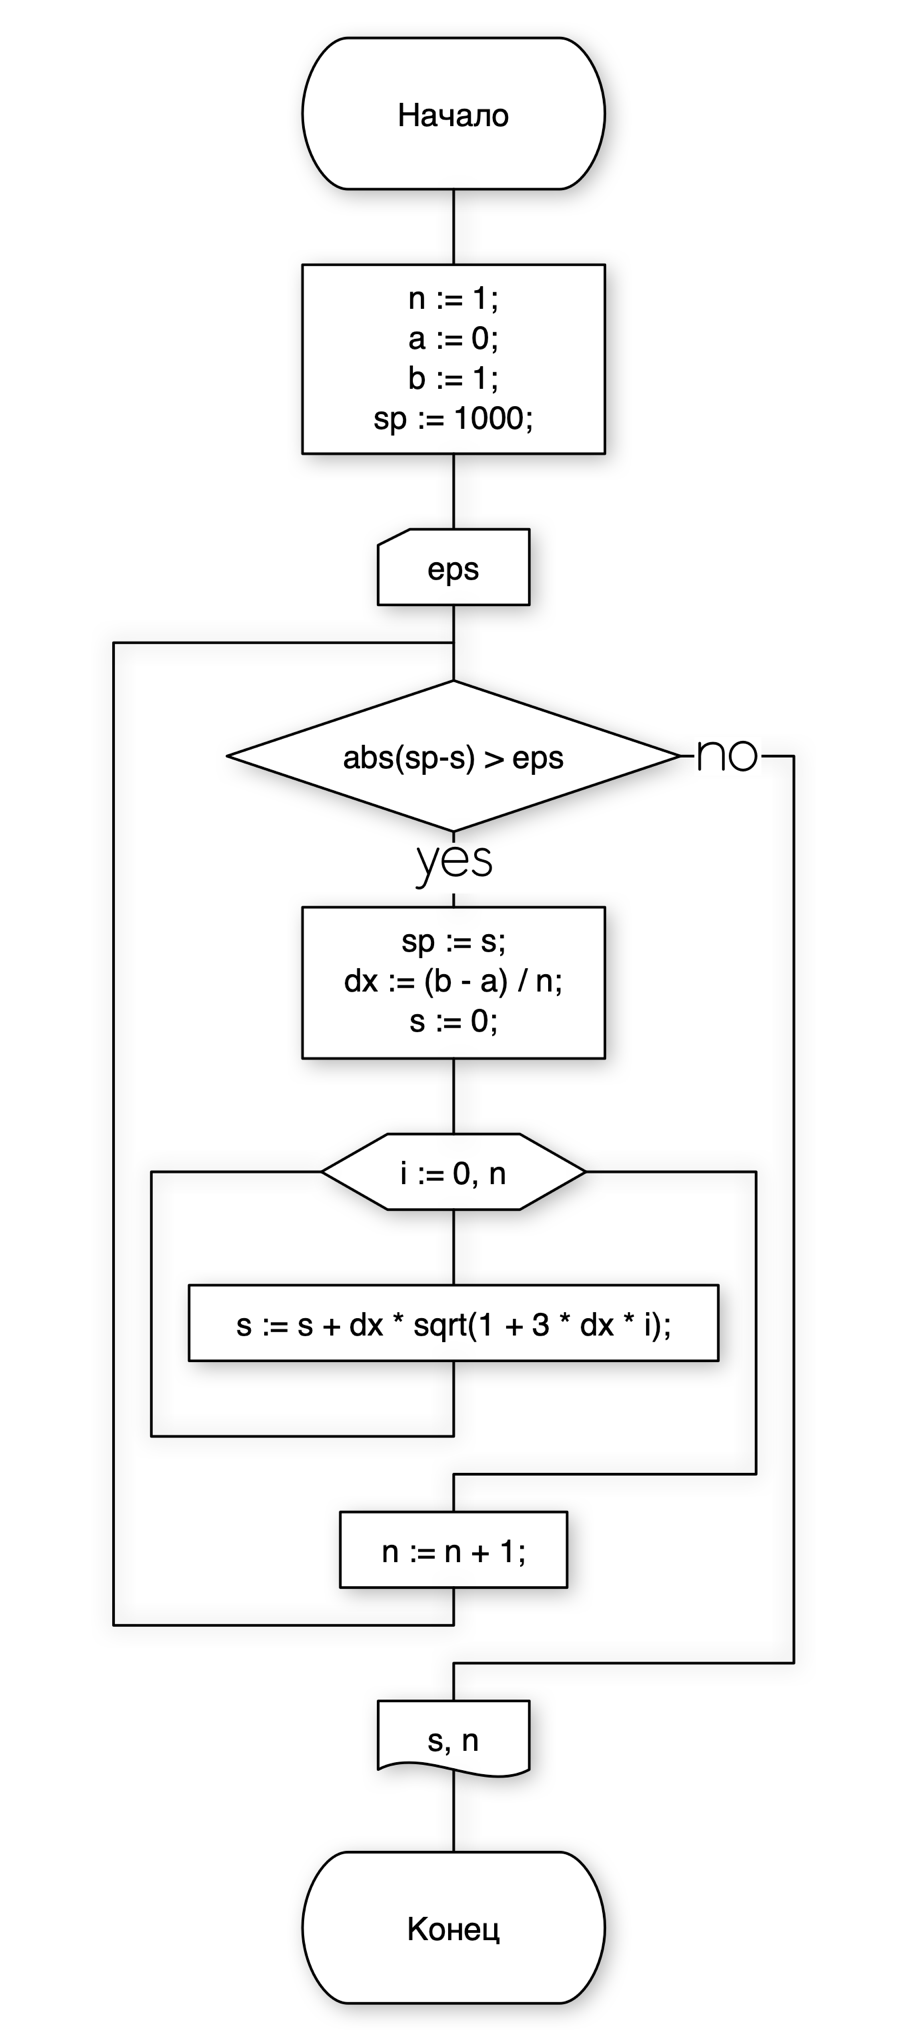 Начало
n := 1;
a := 0;
b := 1;
sp := 1000;
eps
abs(sp-s) > eps
no
yes
sp := s;
dx := (b - a) / n;
s := 0;
i := 0, n
s := s + dx * sqrt(1 + 3 * dx * i);
n := n + 1;
s, n
Конец